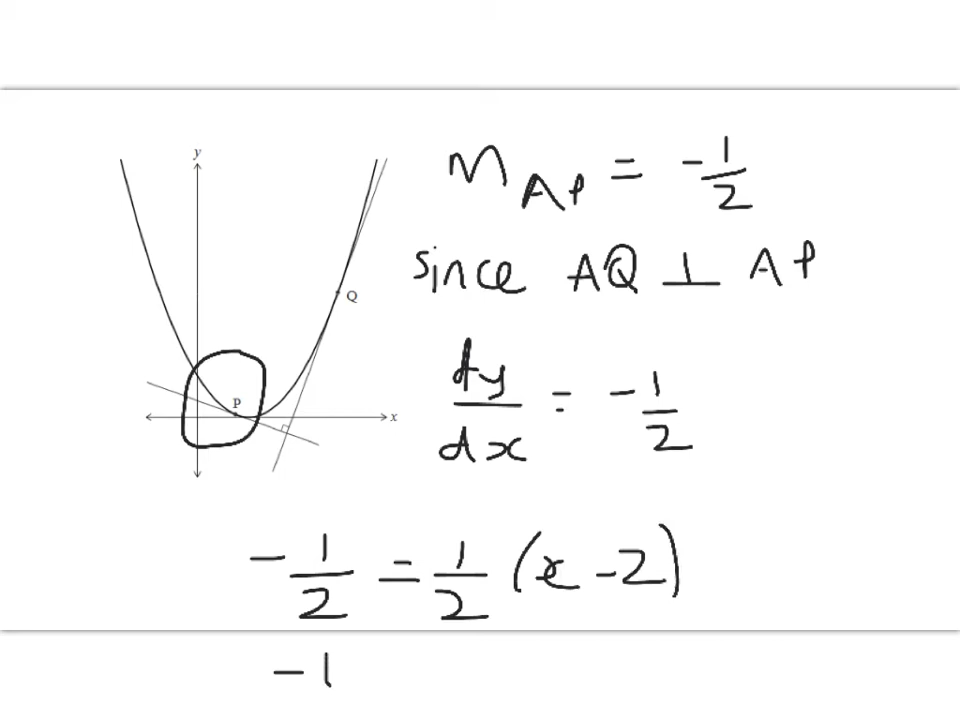 m_AP = -1/2
since AQ ⊥ AP
dy/dx = -1/2
y
Q
P
x
-1/2 = 1/2 (x - 2)
-1